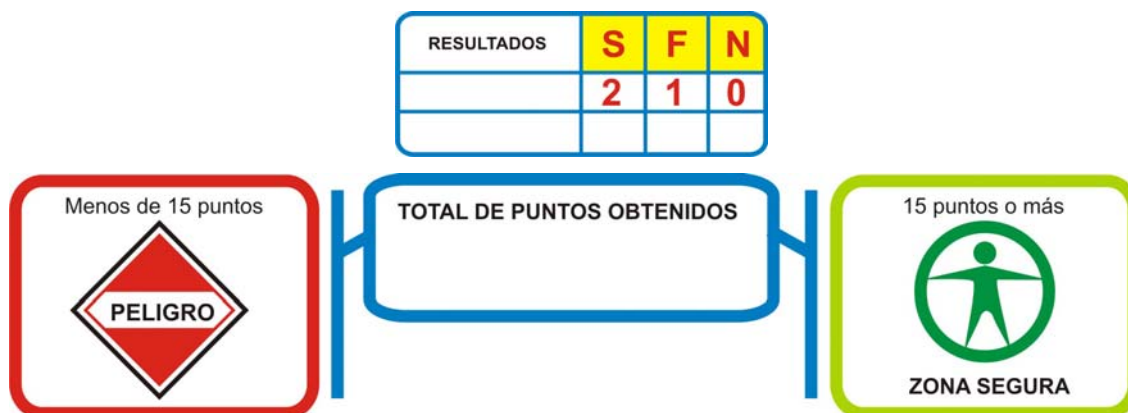 RESULTADOS S F N
2 1 0
Menos de 15 puntos
PELIGRO
TOTAL DE PUNTOS OBTENIDOS
15 puntos o más
ZONA SEGURA